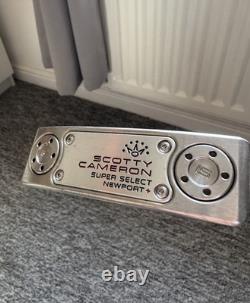 SCOTTY
CAMERON
SUPER SELECT
NEWPORT +